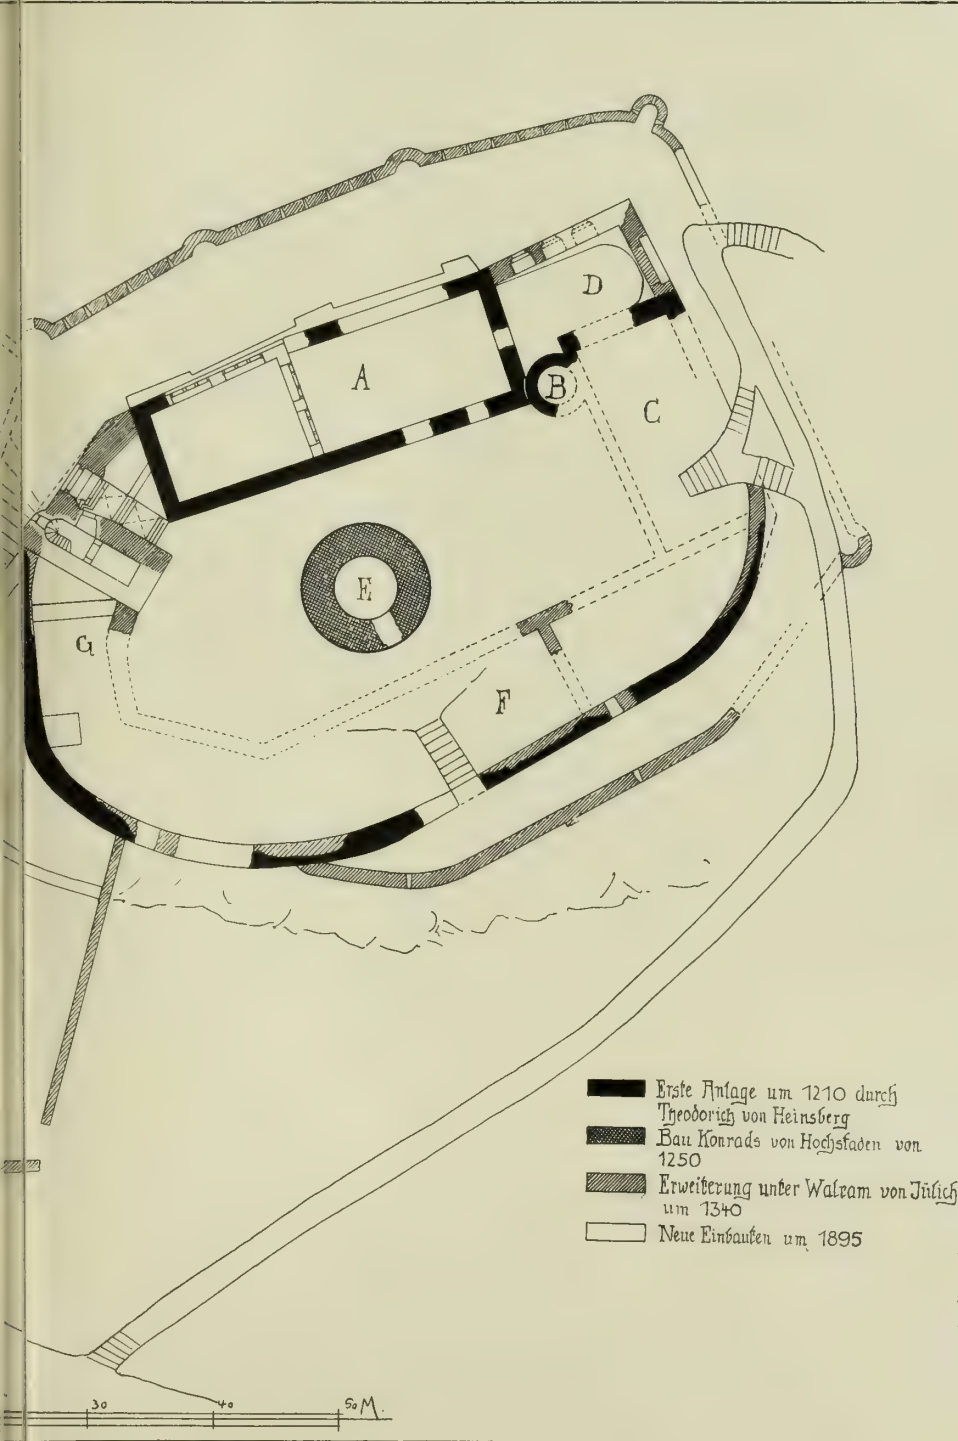 D
A
B
C
E
G
F
Erste Anlage um 1210 durch
Theodorich von Heinsberg
Bau Konrads von Hochstaden von
1250
Erweiterung unter Walram von Jülich
um 1340
Neue Einbauten um 1895
30 40 50 M.